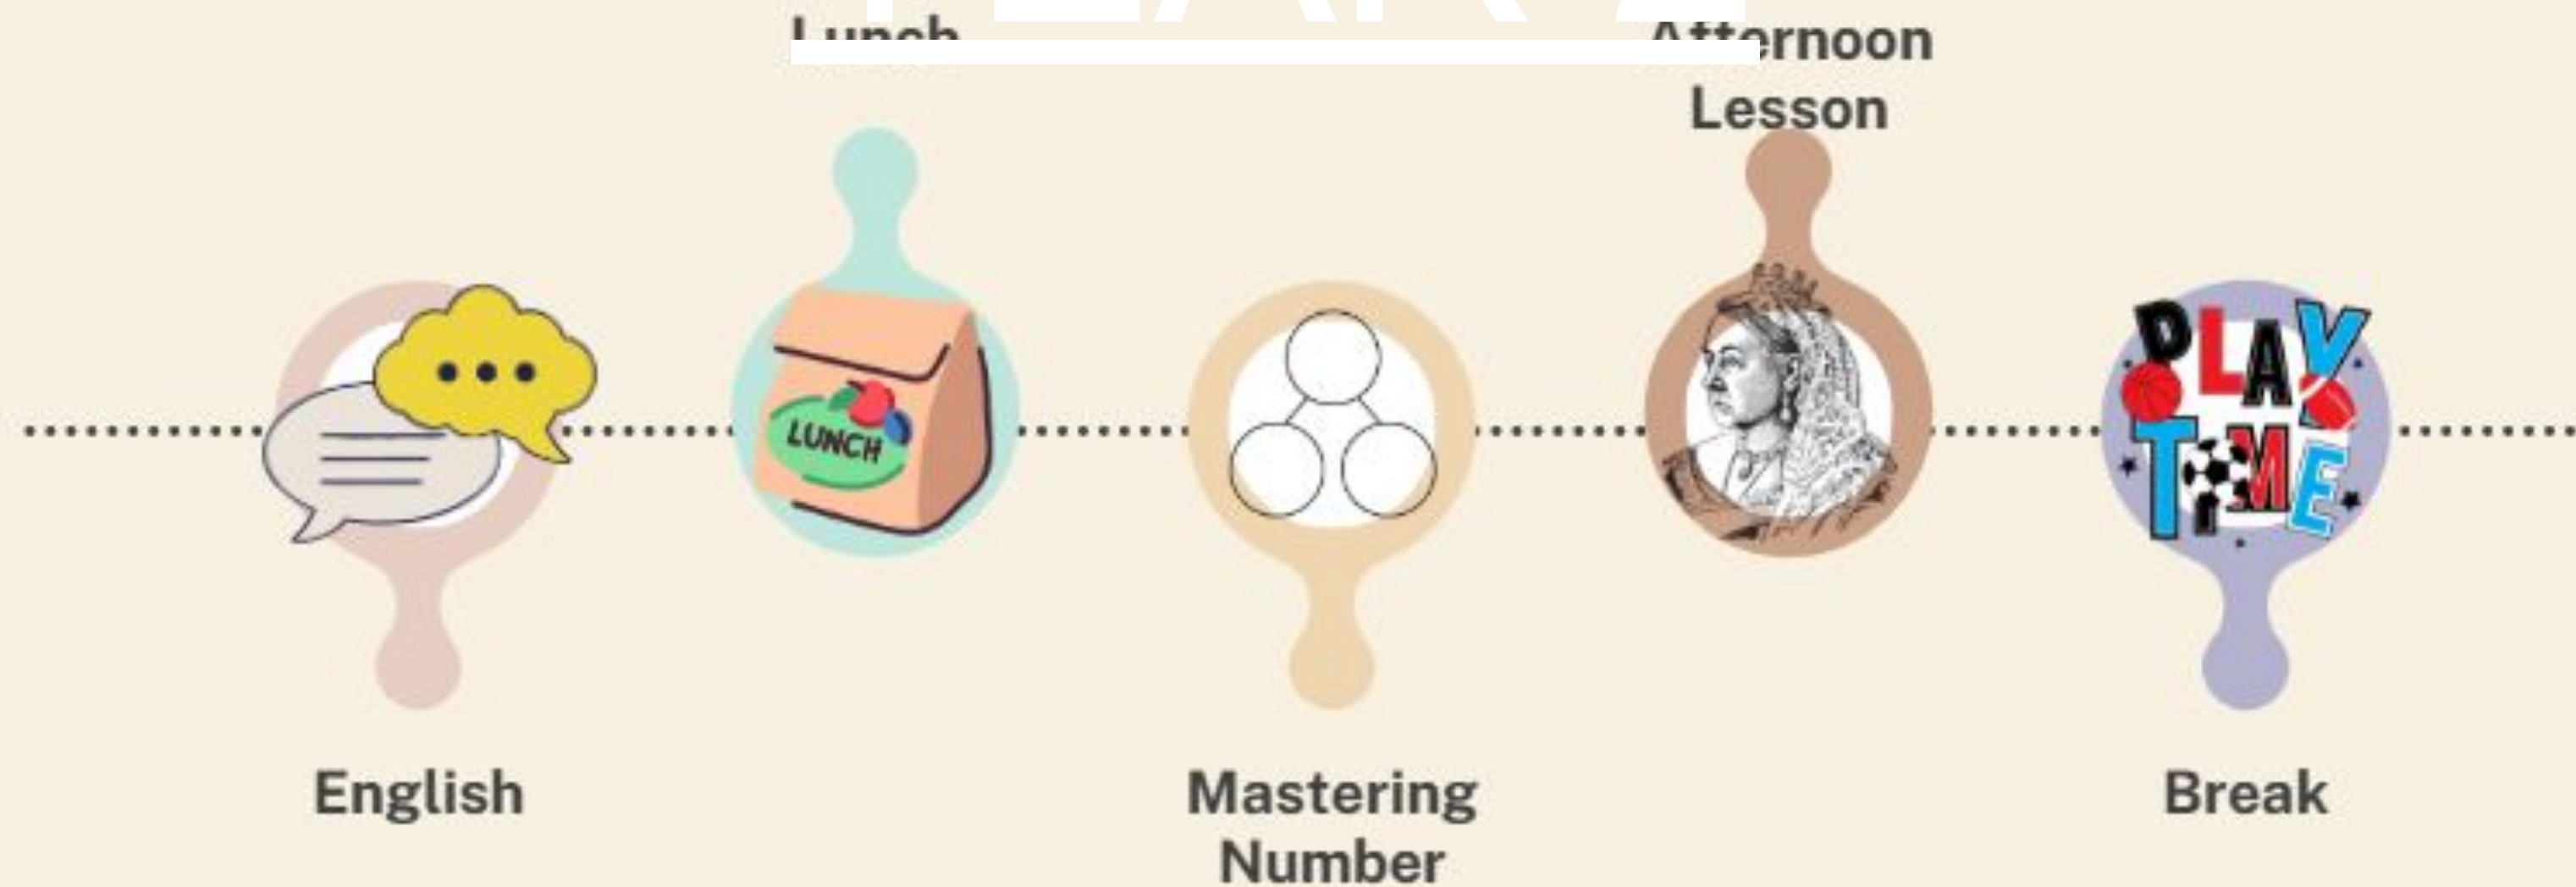 Lunch
Afternoon
Lesson
LUNCH
PLAY
TIME
English
Mastering
Number
Break